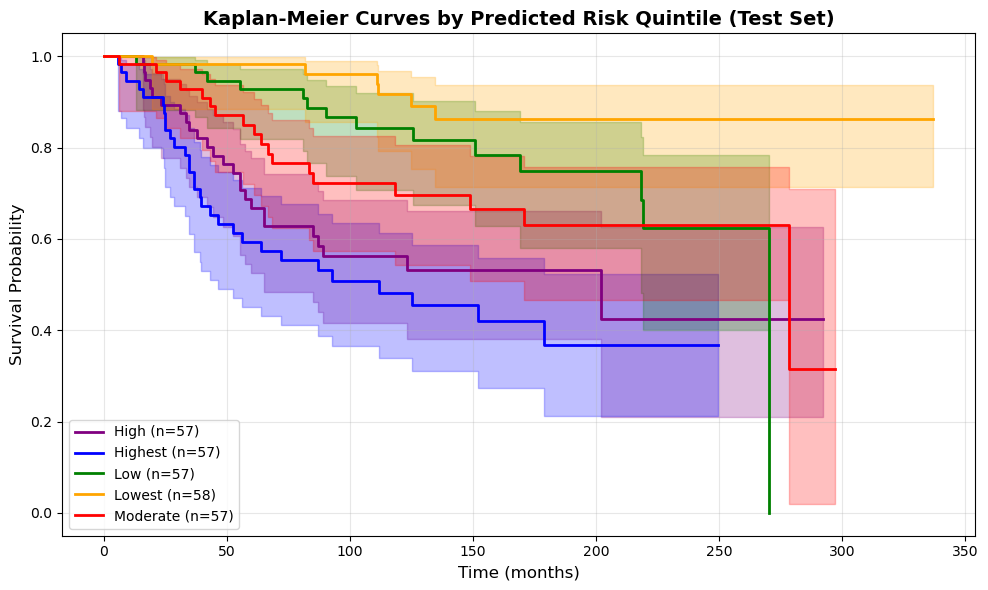 Kaplan-Meier Curves by Predicted Risk Quintile (Test Set)
Survival Probability
1.0
0.8
0.6
0.4
0.2
0.0
High (n=57)
Highest (n=57)
Low (n=57)
Lowest (n=58)
Moderate (n=57)
0 50 100 150 200 250 300 350
Time (months)